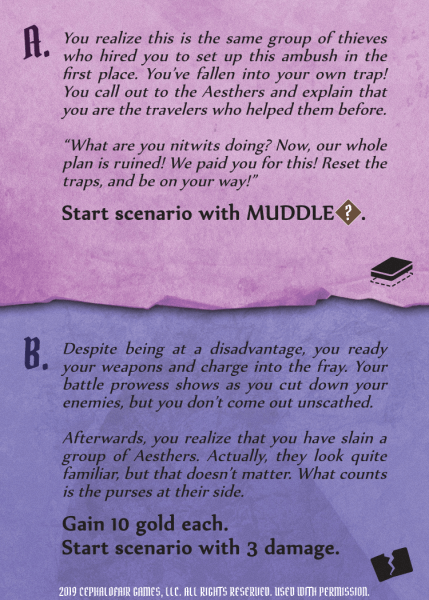 A.
You realize this is the same group of thieves
who hired you to set up this ambush in the
first place. You've fallen into your own trap!
You call out to the Aesthers and explain that
you are the travelers who helped them before.
“What are you nitwits doing? Now, our whole
plan is ruined! We paid you for this! Reset the
traps, and be on your way!”
Start scenario with MUDDLE ?.
B.
Despite being at a disadvantage, you ready
your weapons and charge into the fray. Your
battle prowess shows as you cut down your
enemies, but you don't come out unscathed.
Afterwards, you realize that you have slain a
group of Aesthers. Actually, they look quite
familiar, but that doesn't matter. What counts
is the purses at their side.
Gain 10 gold each.
Start scenario with 3 damage.
2019 CEPHALOFAIR GAMES, LLC. ALL RIGHTS RESERVED. USED WITH PERMISSION.